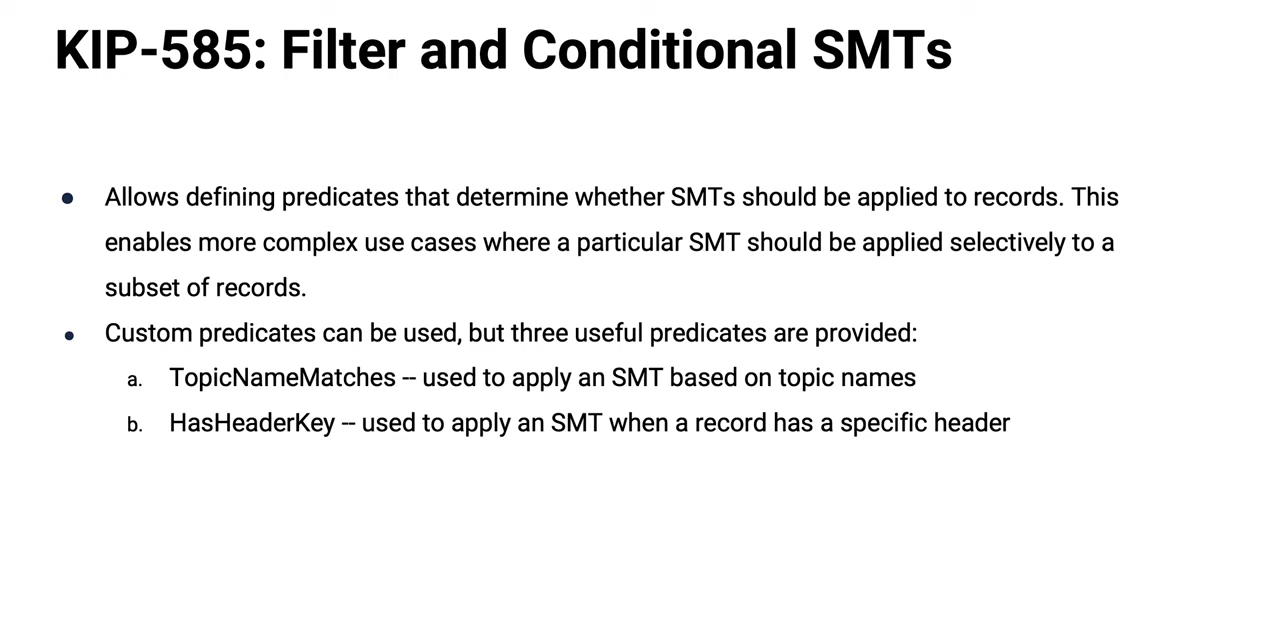 KIP-585: Filter and Conditional SMTs
● Allows defining predicates that determine whether SMTs should be applied to records. This
enables more complex use cases where a particular SMT should be applied selectively to a
subset of records.
● Custom predicates can be used, but three useful predicates are provided:
a. TopicNameMatches -- used to apply an SMT based on topic names
b. HasHeaderKey -- used to apply an SMT when a record has a specific header